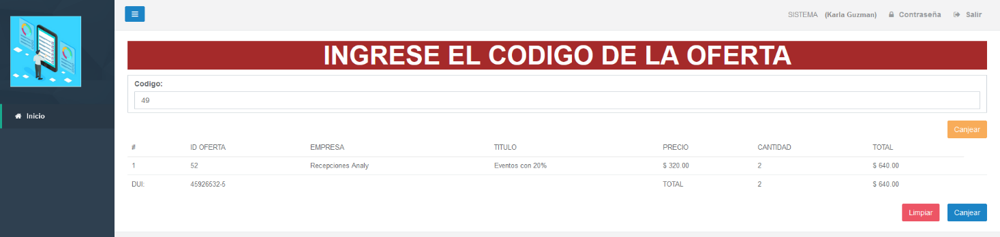 SISTEMA (Karla Guzman) Contraseña Salir
INGRESE EL CODIGO DE LA OFERTA
Codigo:
49
Inicio
Canjear
# ID OFERTA EMPRESA TITULO PRECIO CANTIDAD TOTAL
1 52 Recepciones Analy Eventos con 20% $ 320.00 2 $ 640.00
DUI: 45926532-5 TOTAL 2 $ 640.00
Limpiar Canjear